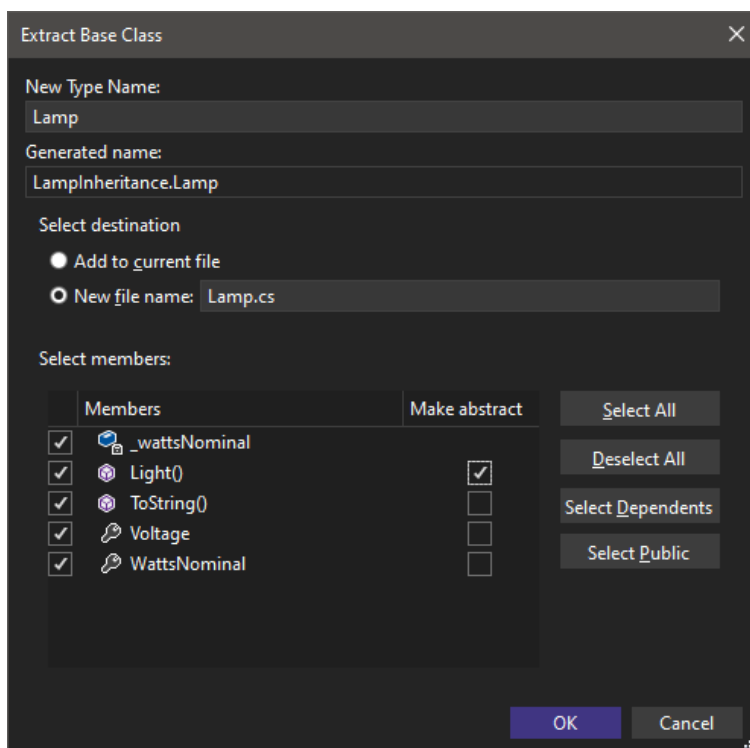 Extract Base Class
New Type Name:
Lamp
Generated name:
LampInheritance.Lamp
Select destination
Add to current file
New file name: Lamp.cs
Select members:
Members Make abstract
_wattsNominal
Light()
ToString()
Voltage
WattsNominal
Select All
Deselect All
Select Dependents
Select Public
OK Cancel